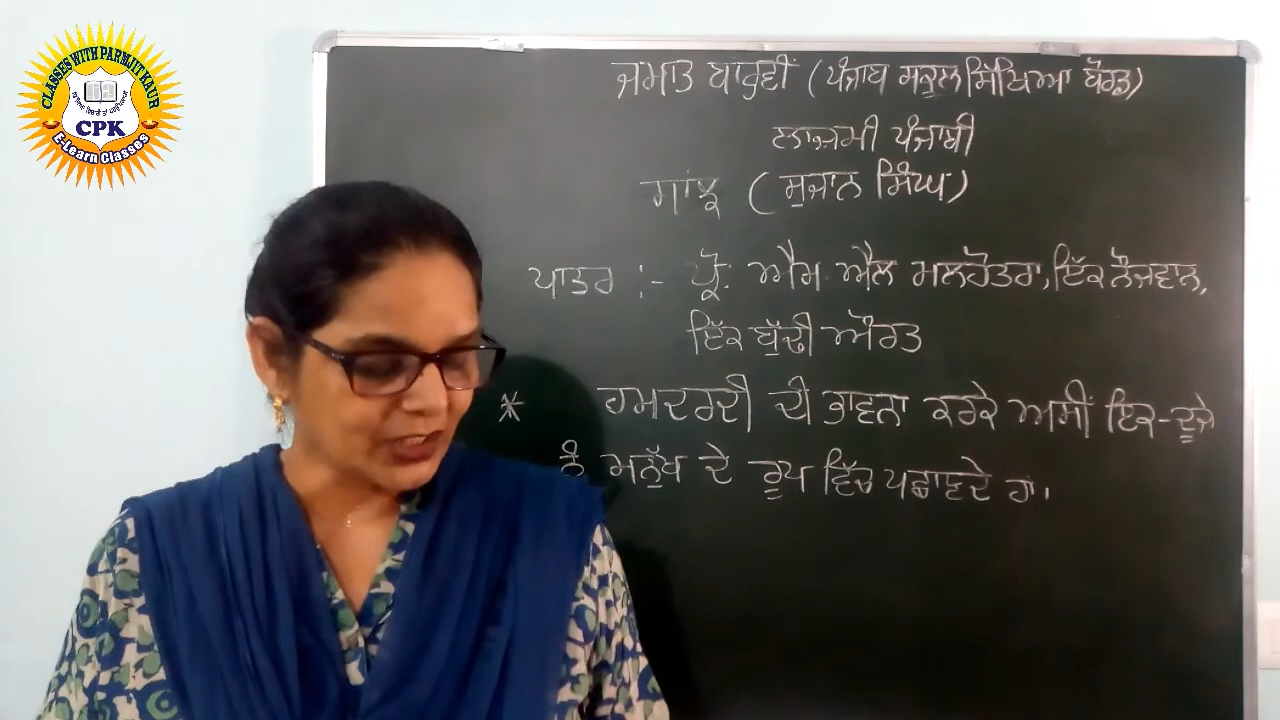 CLASSES WITH PARMJIT KAUR
CPK
E-Learn Classes
ਜਮਾਤ ਬਾਰ੍ਹਵੀਂ (ਪੰਜਾਬ ਸਕੂਲ ਸਿੱਖਿਆ ਬੋਰਡ)
ਲਾਜ਼ਮੀ ਪੰਜਾਬੀ
ਸਾਂਝ (ਸੁਜਾਨ ਸਿੰਘ)
ਪਾਤਰ :- ਪ੍ਰੋ: ਐਮ ਐਲ ਮਲਹੋਤਰਾ, ਇੱਕ ਨੌਜਵਾਨ,
ਇੱਕ ਬੁੱਢੀ ਔਰਤ
* ਹਮਦਰਦੀ ਦੀ ਭਾਵਨਾ ਕਰਕੇ ਅਸੀਂ ਇਕ-ਦੂਜੇ
ਨੂੰ ਮਨੁੱਖ ਦੇ ਰੂਪ ਵਿੱਚ ਪਛਾਣਦੇ ਹਾਂ।